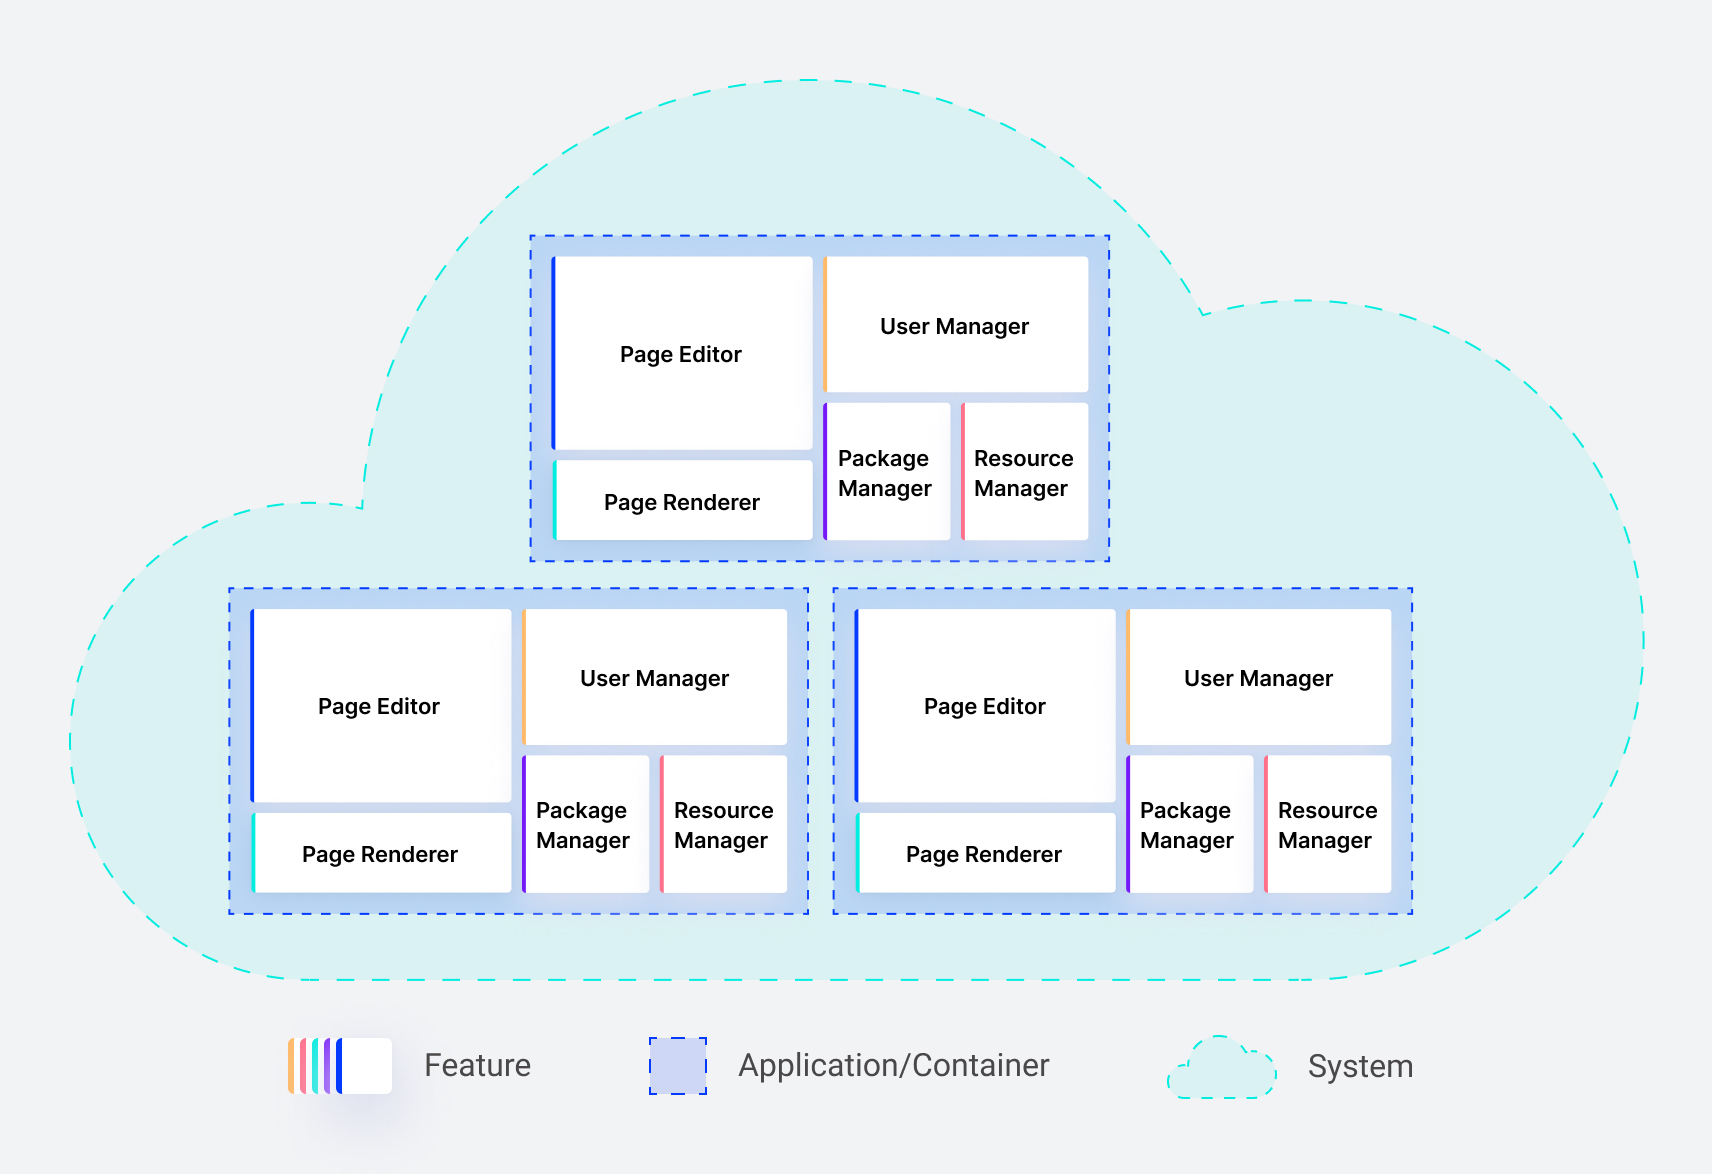 Page Editor
User Manager
Package
Manager
Resource
Manager
Page Renderer
Page Editor
User Manager
Package
Manager
Resource
Manager
Page Renderer
Page Editor
User Manager
Package
Manager
Resource
Manager
Page Renderer
Feature
Application/Container
System